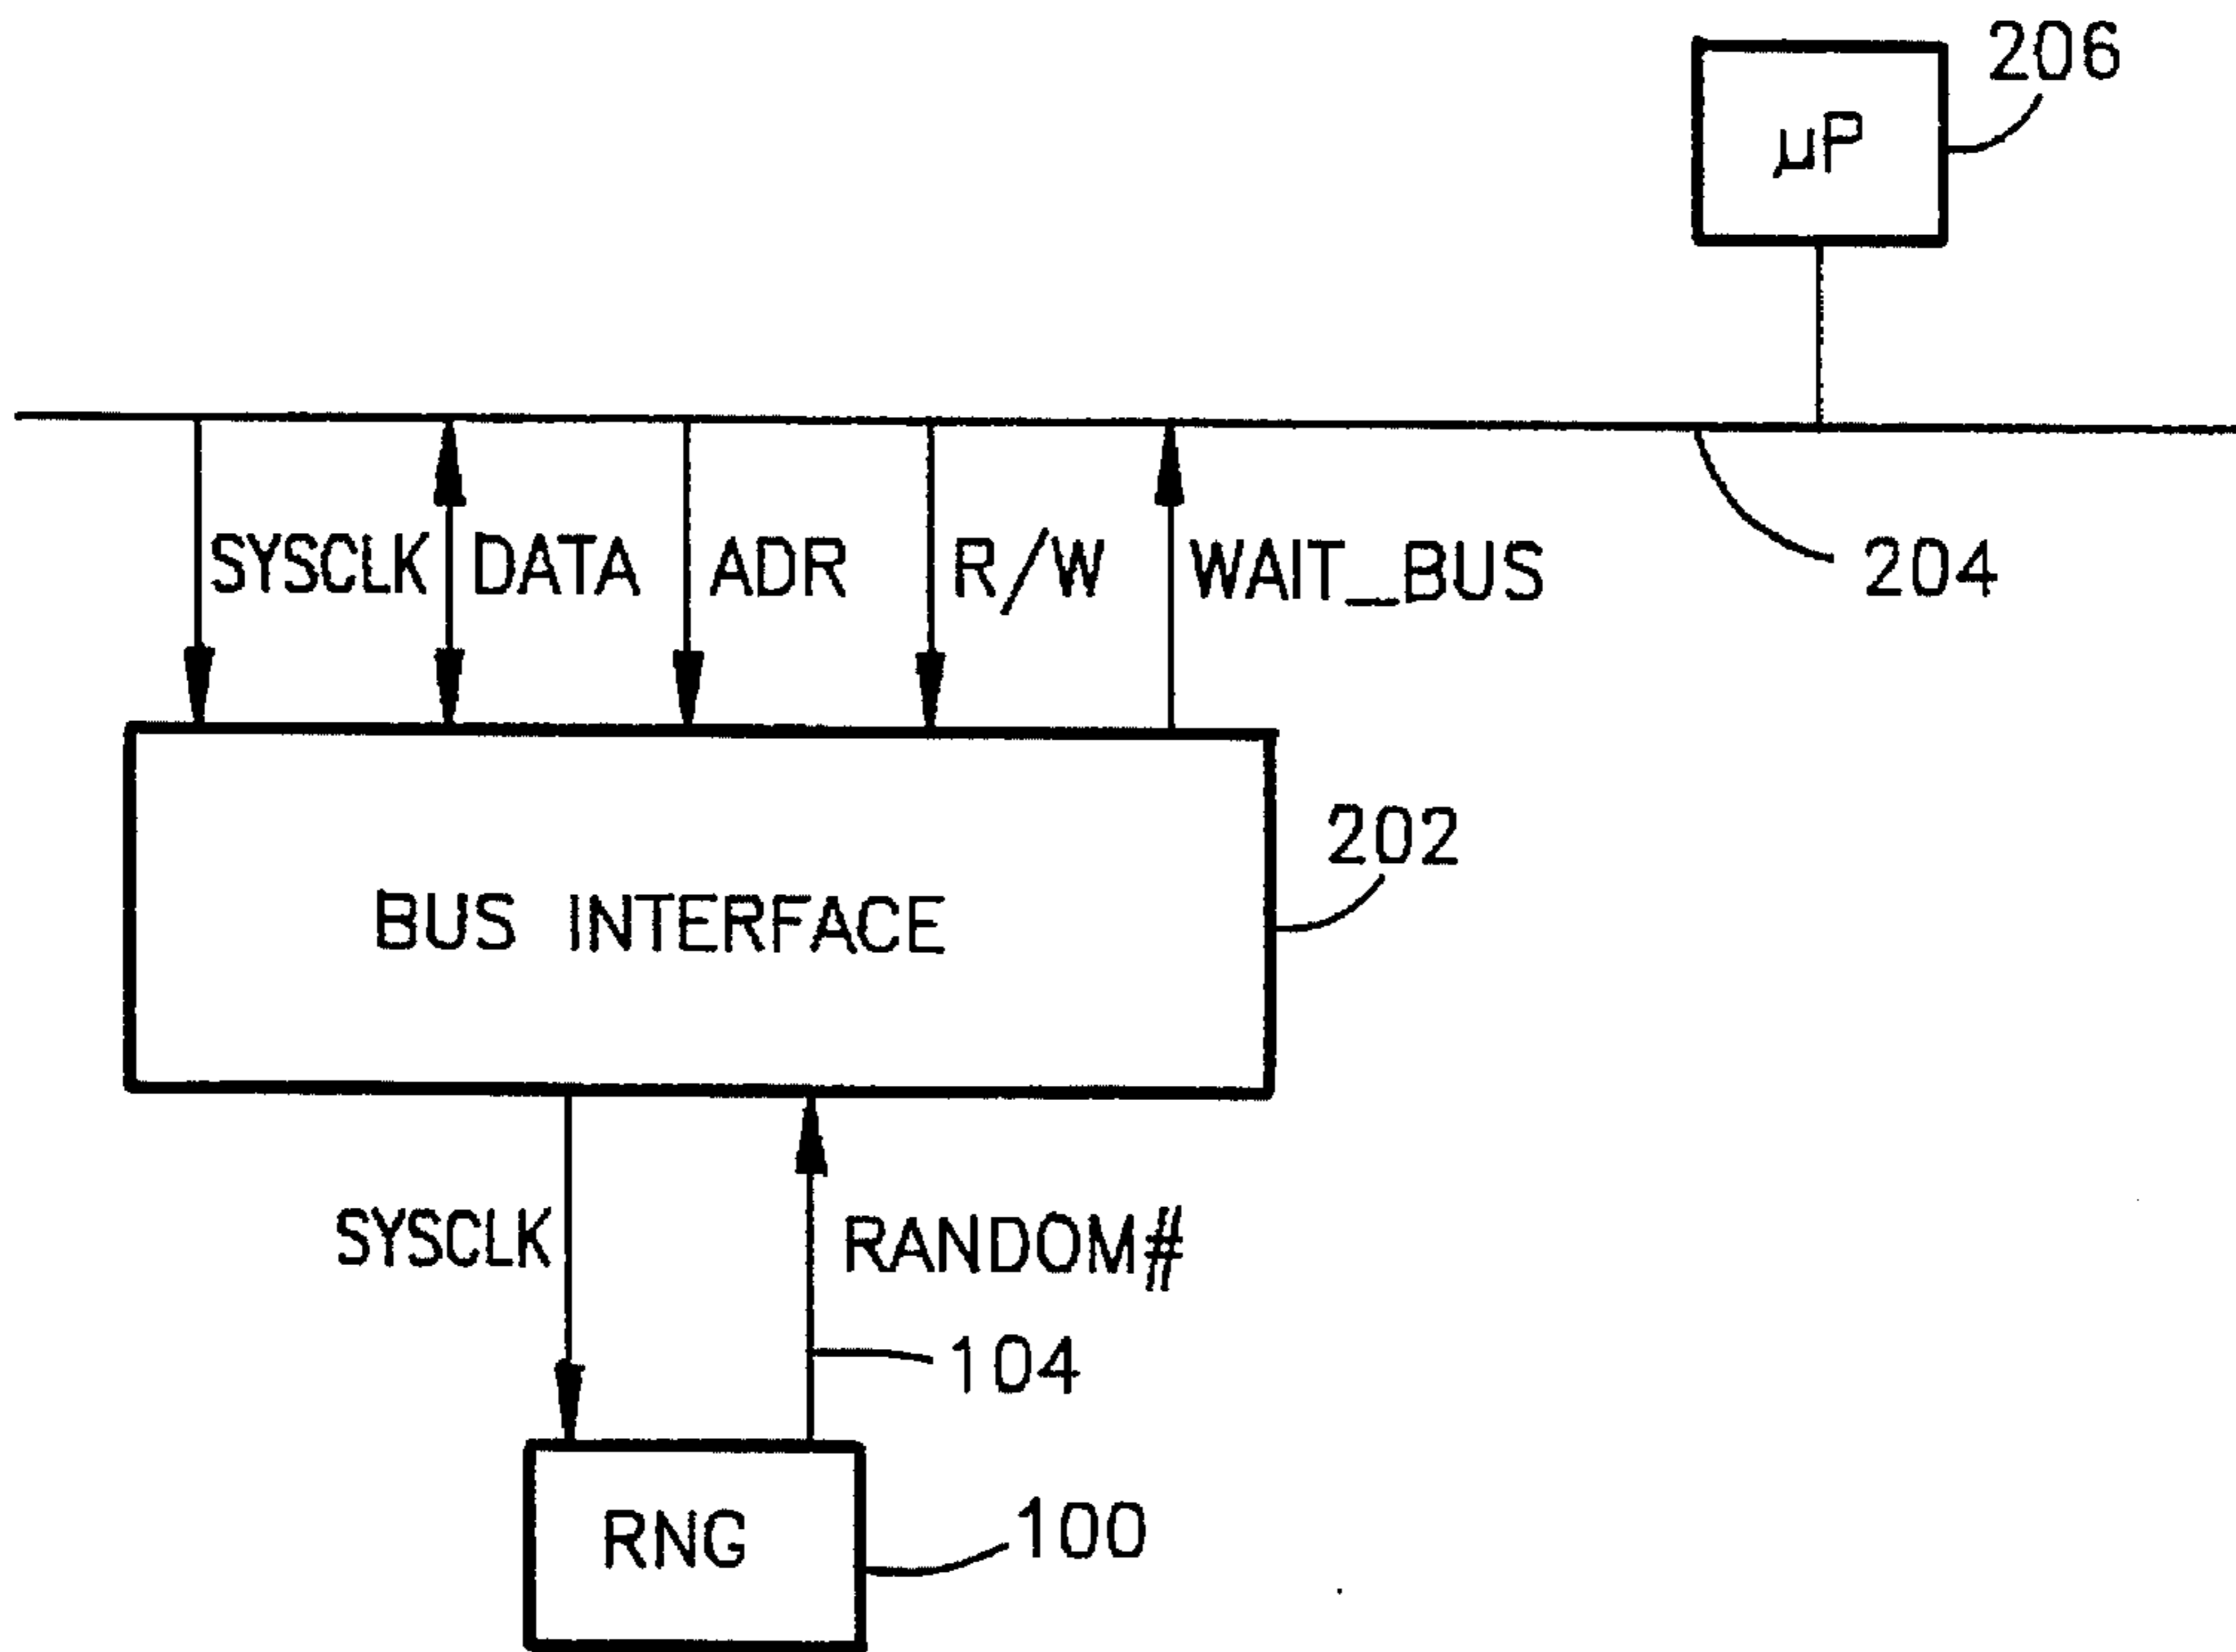 206
µP
SYSCLK DATA ADR R/W WAIT_BUS 204
202
BUS INTERFACE
SYSCLK RANDOM#
104
RNG 100